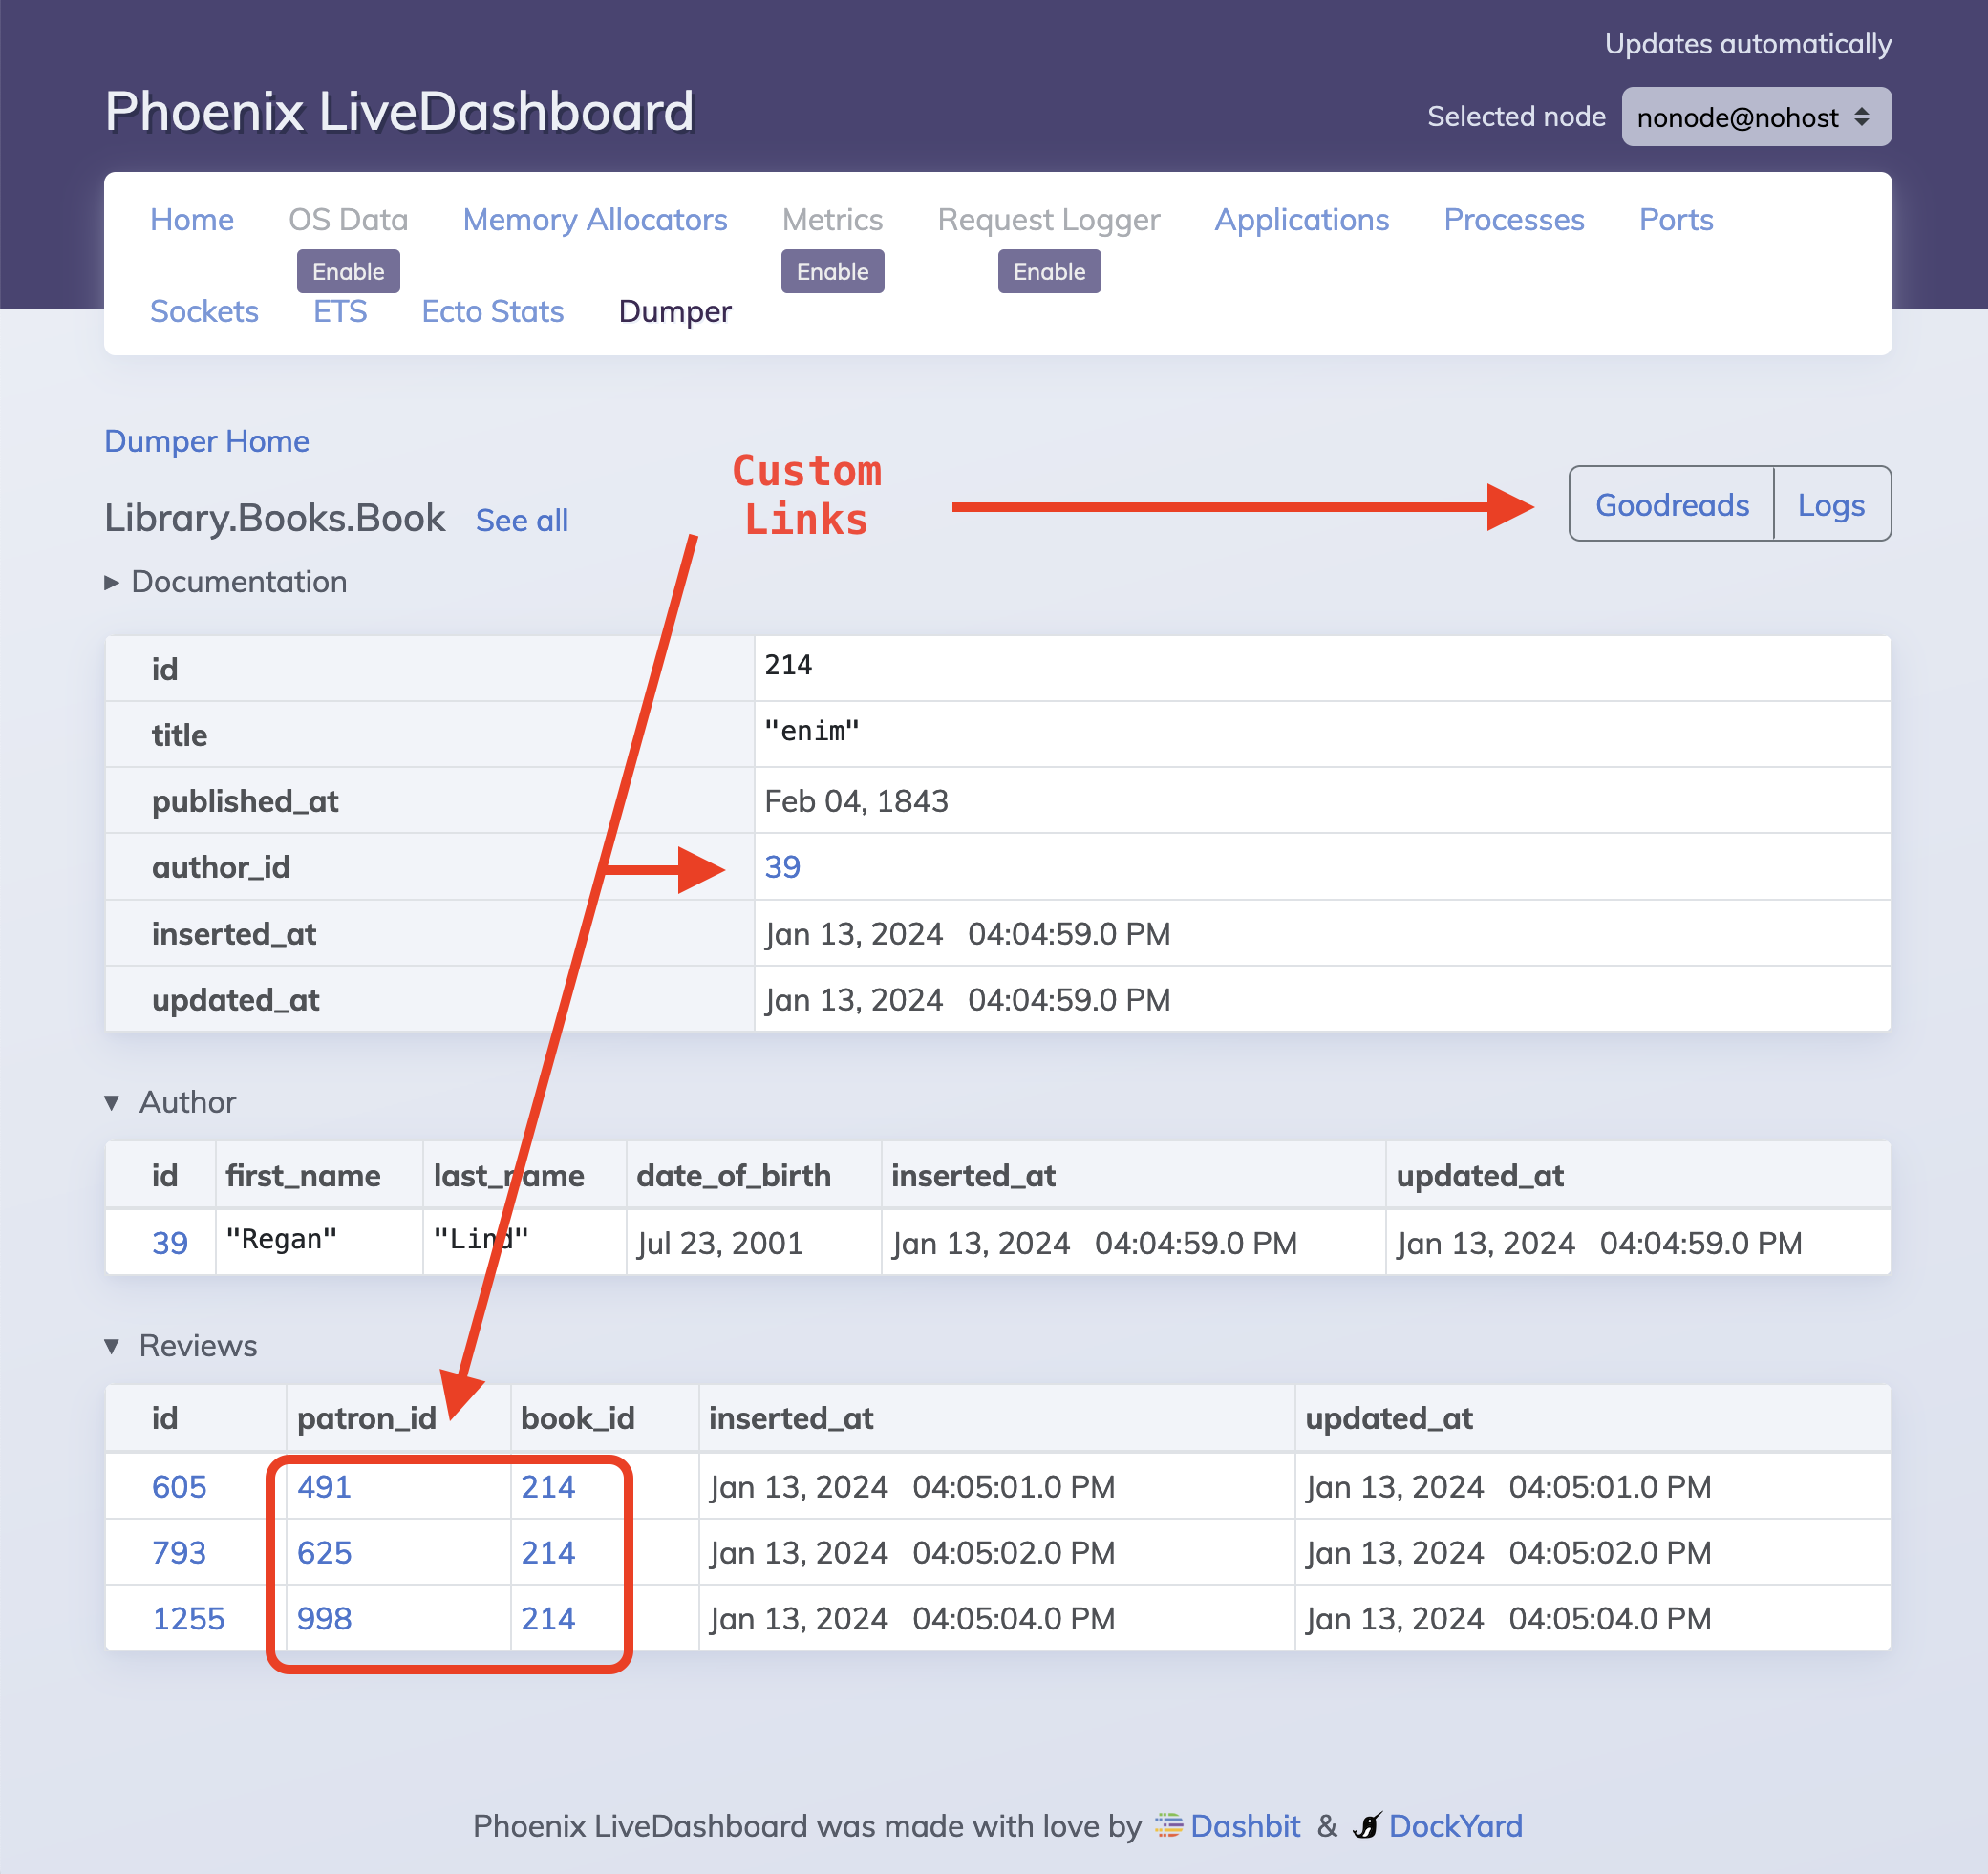 Updates automatically
Phoenix LiveDashboard
Selected node nonode@nohost
Home OS Data Memory Allocators Metrics Request Logger Applications Processes Ports
Enable Enable Enable
Sockets ETS Ecto Stats Dumper
Dumper Home
Custom
Links
Goodreads Logs
Library.Books.Book See all
Documentation
id 214
title "enim"
published_at Feb 04, 1843
author_id 39
inserted_at Jan 13, 2024 04:04:59.0 PM
updated_at Jan 13, 2024 04:04:59.0 PM
Author
id first_name last_name date_of_birth inserted_at updated_at
39 "Regan" "Lind" Jul 23, 2001 Jan 13, 2024 04:04:59.0 PM Jan 13, 2024 04:04:59.0 PM
Reviews
id patron_id book_id inserted_at updated_at
605 491 214 Jan 13, 2024 04:05:01.0 PM Jan 13, 2024 04:05:01.0 PM
793 625 214 Jan 13, 2024 04:05:02.0 PM Jan 13, 2024 04:05:02.0 PM
1255 998 214 Jan 13, 2024 04:05:04.0 PM Jan 13, 2024 04:05:04.0 PM
Phoenix LiveDashboard was made with love by Dashbit & DockYard